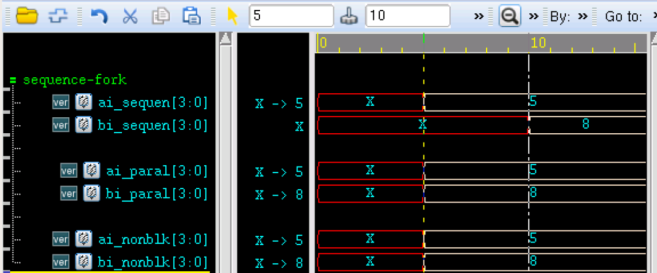 5 10 » » By: » Go to:
0 10
sequence-fork
ver ai_sequen[3:0] X -> 5 X 5
ver bi_sequen[3:0] X X 8
ver ai_paral[3:0] X -> 5 X 5
ver bi_paral[3:0] X -> 8 X 8
ver ai_nonblk[3:0] X -> 5 X 5
ver bi_nonblk[3:0] X -> 8 X 8